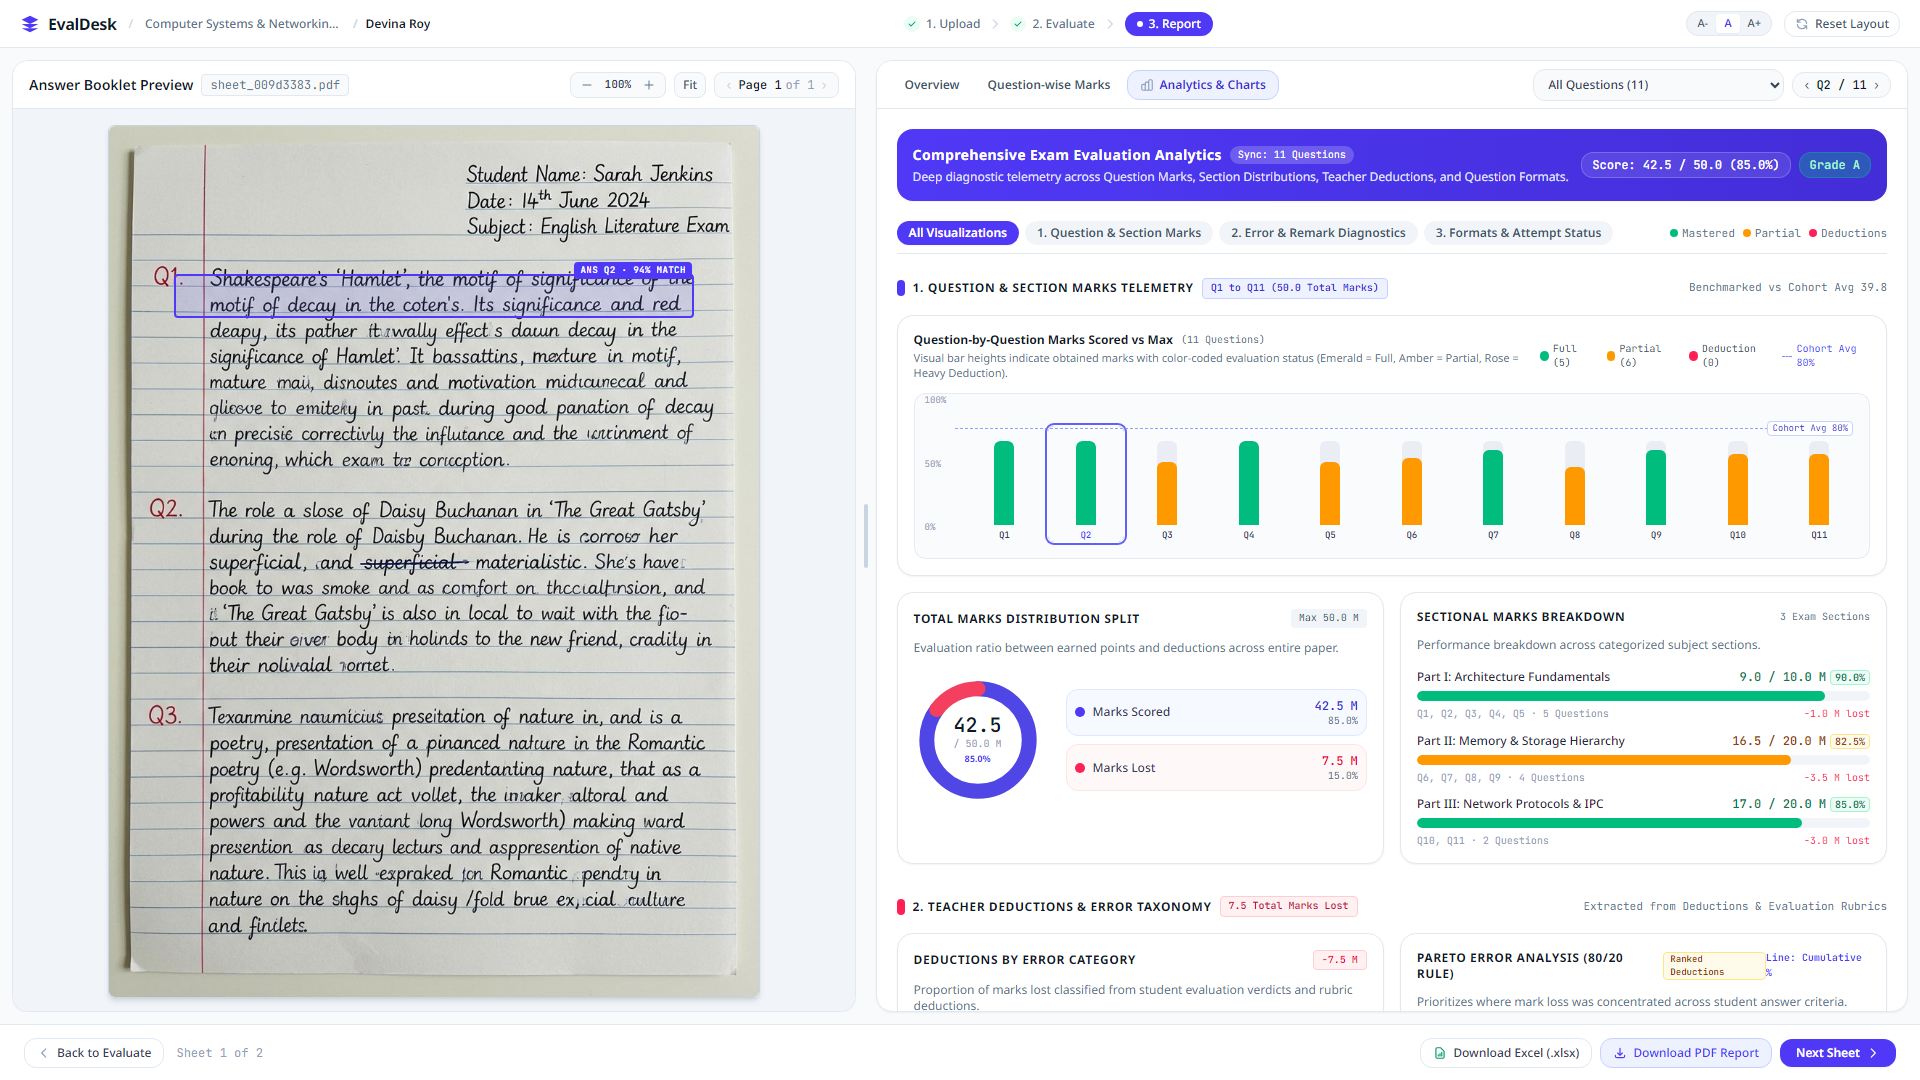 EvalDesk / Computer Systems & Networkin... / Devina Roy
1. Upload > 2. Evaluate > 3. Report
A- A A+ Reset Layout
Answer Booklet Preview sheet_009d3383.pdf
100% Fit Page 1 of 1
Student Name: Sarah Jenkins
Date: 14th June 2024
Subject: English Literature Exam
ANS Q2 · 94% MATCH
Q1. Shakespeare's 'Hamlet', the motif of significance of the
motif of decay in the coten's. Its significance and red
deapy, its pather effect s daun decay in the
significance of Hamlet'. It bassattins, mexture in motif,
mature maii, disnoutes and motivation and
to in past. during good panation of decay
precisic correctivly the influtance and the of
enoning, which exam coricoption.
Q2. The role a slose of Daisy Buchanan in 'The Great Gatsby'
during the role of Daisby Buchanan. He is her
superficial, and superficial materialistic. She's have
book to was smoke and as comfort on and
'The Great Gatsby' is also in local to wait with the fio-
put their body in holinds to the new friend, cradily in
their nolivalal
Q3. Texanmine naumicius preseitation of nature in, and is a
poetry, presentation of a pinanced nature in the Romantic
poetry (e.g. Wordsworth) predentanting nature, that as a
profitability nature act vollet, the altoral and
powers and the vantant long Wordsworth) making ward
presention as decary lecturs and asppresention of native
nature. This in well expraked Romantic pendty in
nature on the shghs of daisy /fold brue culture
and finilets.
Overview Question-wise Marks Analytics & Charts
All Questions (11) Q2 / 11
Comprehensive Exam Evaluation Analytics Sync: 11 Questions
Deep diagnostic telemetry across Question Marks, Section Distributions, Teacher Deductions, and Question Formats.
Score: 42.5 / 50.0 (85.0%) Grade A
All Visualizations 1. Question & Section Marks 2. Error & Remark Diagnostics 3. Formats & Attempt Status
Mastered Partial Deductions
1. QUESTION & SECTION MARKS TELEMETRY Q1 to Q11 (50.0 Total Marks)
Benchmarked vs Cohort Avg 39.8
Question-by-Question Marks Scored vs Max (11 Questions)
Visual bar heights indicate obtained marks with color-coded evaluation status (Emerald = Full, Amber = Partial, Rose =
Heavy Deduction).
Full (5) Partial (6) Deduction (0) Cohort Avg 80%
100%
Cohort Avg 80%
50%
0%
Q1 Q2 Q3 Q4 Q5 Q6 Q7 Q8 Q9 Q10 Q11
TOTAL MARKS DISTRIBUTION SPLIT Max 50.0 M
Evaluation ratio between earned points and deductions across entire paper.
42.5
/ 50.0 M
85.0%
Marks Scored 42.5 M
85.0%
Marks Lost 7.5 M
15.0%
SECTIONAL MARKS BREAKDOWN 3 Exam Sections
Performance breakdown across categorized subject sections.
Part I: Architecture Fundamentals 9.0 / 10.0 M 90.0%
Q1, Q2, Q3, Q4, Q5 · 5 Questions -1.0 M lost
Part II: Memory & Storage Hierarchy 16.5 / 20.0 M 82.5%
Q6, Q7, Q8, Q9 · 4 Questions -3.5 M lost
Part III: Network Protocols & IPC 17.0 / 20.0 M 85.0%
Q10, Q11 · 2 Questions -3.0 M lost
2. TEACHER DEDUCTIONS & ERROR TAXONOMY 7.5 Total Marks Lost
Extracted from Deductions & Evaluation Rubrics
DEDUCTIONS BY ERROR CATEGORY -7.5 M
Proportion of marks lost classified from student evaluation verdicts and rubric
deductions.
PARETO ERROR ANALYSIS (80/20
RULE)
Ranked
Deductions
Line: Cumulative
%
Prioritizes where mark loss was concentrated across student answer criteria.
Back to Evaluate Sheet 1 of 2
Download Excel (.xlsx) Download PDF Report Next Sheet